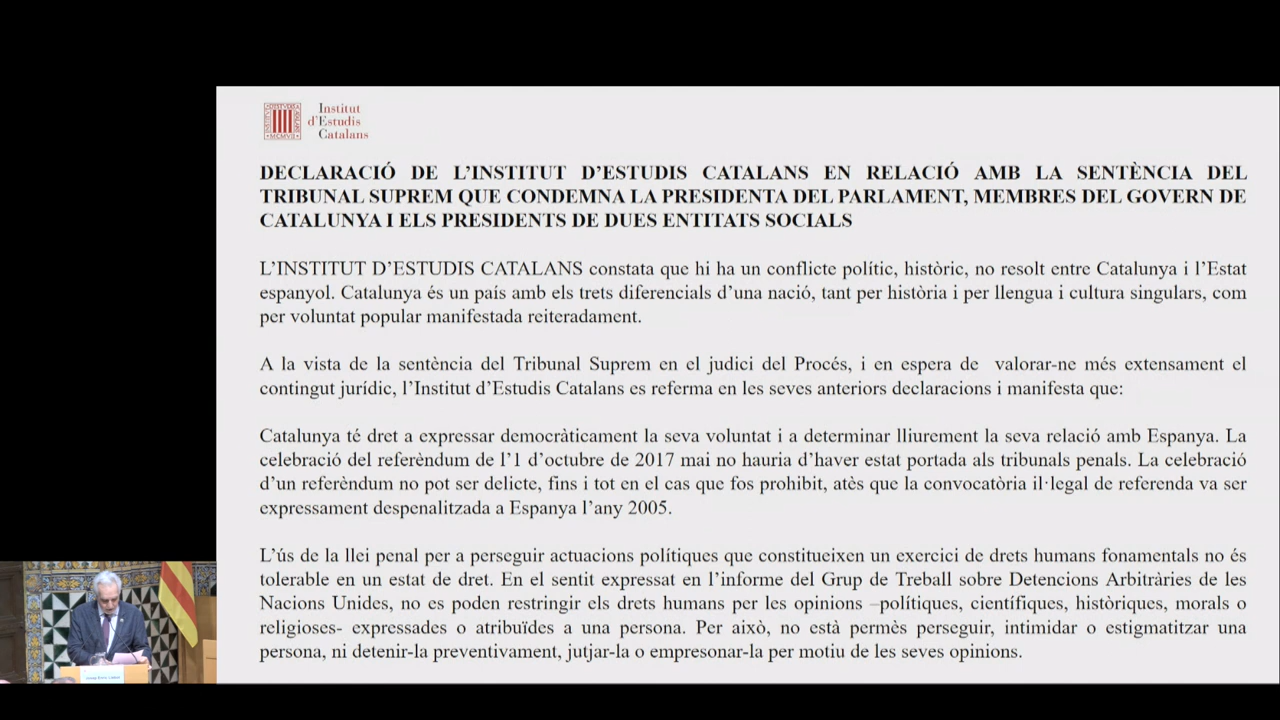 Institut
d'Estudis
Catalans
DECLARACIÓ DE L'INSTITUT D'ESTUDIS CATALANS EN RELACIÓ AMB LA SENTÈNCIA DEL
TRIBUNAL SUPREM QUE CONDEMNA LA PRESIDENTA DEL PARLAMENT, MEMBRES DEL GOVERN DE
CATALUNYA I ELS PRESIDENTS DE DUES ENTITATS SOCIALS
L'INSTITUT D'ESTUDIS CATALANS constata que hi ha un conflicte polític, històric, no resolt entre Catalunya i l'Estat
espanyol. Catalunya és un país amb els trets diferencials d'una nació, tant per història i per llengua i cultura singulars, com
per voluntat popular manifestada reiteradament.
A la vista de la sentència del Tribunal Suprem en el judici del Procés, i en espera de valorar-ne més extensament el
contingut jurídic, l'Institut d'Estudis Catalans es referma en les seves anteriors declaracions i manifesta que:
Catalunya té dret a expressar democràticament la seva voluntat i a determinar lliurement la seva relació amb Espanya. La
celebració del referèndum de l'1 d'octubre de 2017 mai no hauria d'haver estat portada als tribunals penals. La celebració
d'un referèndum no pot ser delicte, fins i tot en el cas que fos prohibit, atès que la convocatòria il·legal de referenda va ser
expressament despenalitzada a Espanya l'any 2005.
L'ús de la llei penal per a perseguir actuacions polítiques que constitueixen un exercici de drets humans fonamentals no és
tolerable en un estat de dret. En el sentit expressat en l'informe del Grup de Treball sobre Detencions Arbitràries de les
Nacions Unides, no es poden restringir els drets humans per les opinions –polítiques, científiques, històriques, morals o
religioses- expressades o atribuïdes a una persona. Per això, no està permès perseguir, intimidar o estigmatitzar una
persona, ni detenir-la preventivament, jutjar-la o empresonar-la per motiu de les seves opinions.